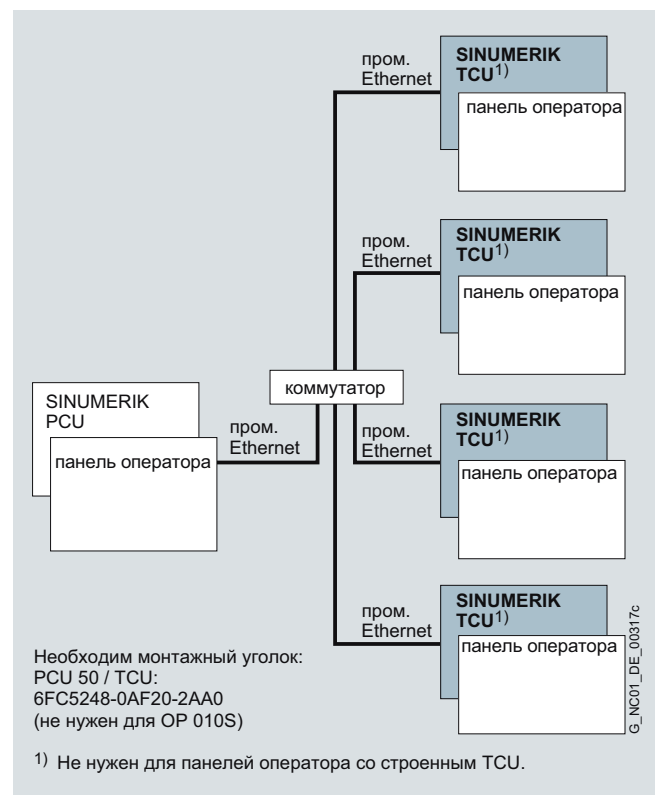 пром.
Ethernet
SINUMERIK
TCU1)
панель оператора
пром.
Ethernet
SINUMERIK
TCU1)
панель оператора
коммутатор
SINUMERIK
PCU
панель оператора
пром.
Ethernet
пром.
Ethernet
SINUMERIK
TCU1)
панель оператора
пром.
Ethernet
SINUMERIK
TCU1)
панель оператора
Необходим монтажный уголок:
PCU 50 / TCU:
6FC5248-0AF20-2AA0
(не нужен для OP 010S)
1) Не нужен для панелей оператора со строенным TCU.
G_NC01_DE_00317c